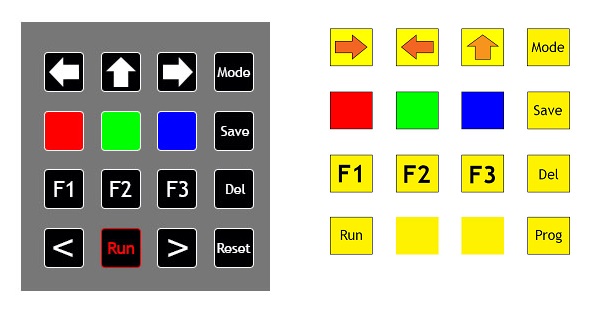 Mode
Save
F1 F2 F3 Del
< Run > Reset
Mode
Save
F1 F2 F3 Del
Run Prog